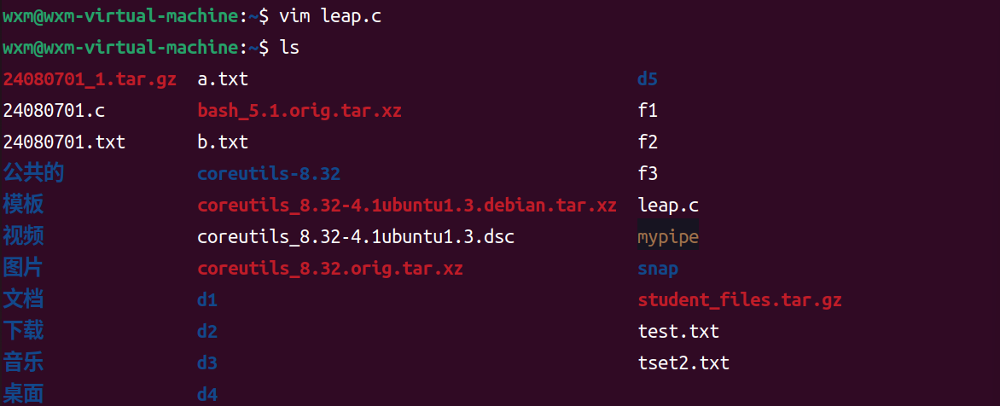 wxm@wxm-virtual-machine:~$ vim leap.c
wxm@wxm-virtual-machine:~$ ls
24080701_1.tar.gz  a.txt                                      d5
24080701.c         bash_5.1.orig.tar.xz                       f1
24080701.txt       b.txt                                      f2
公共的             coreutils-8.32                             f3
模板               coreutils_8.32-4.1ubuntu1.3.debian.tar.xz  leap.c
视频               coreutils_8.32-4.1ubuntu1.3.dsc            mypipe
图片               coreutils_8.32.orig.tar.xz                 snap
文档               d1                                         student_files.tar.gz
下载               d2                                         test.txt
音乐               d3                                         tset2.txt
桌面               d4